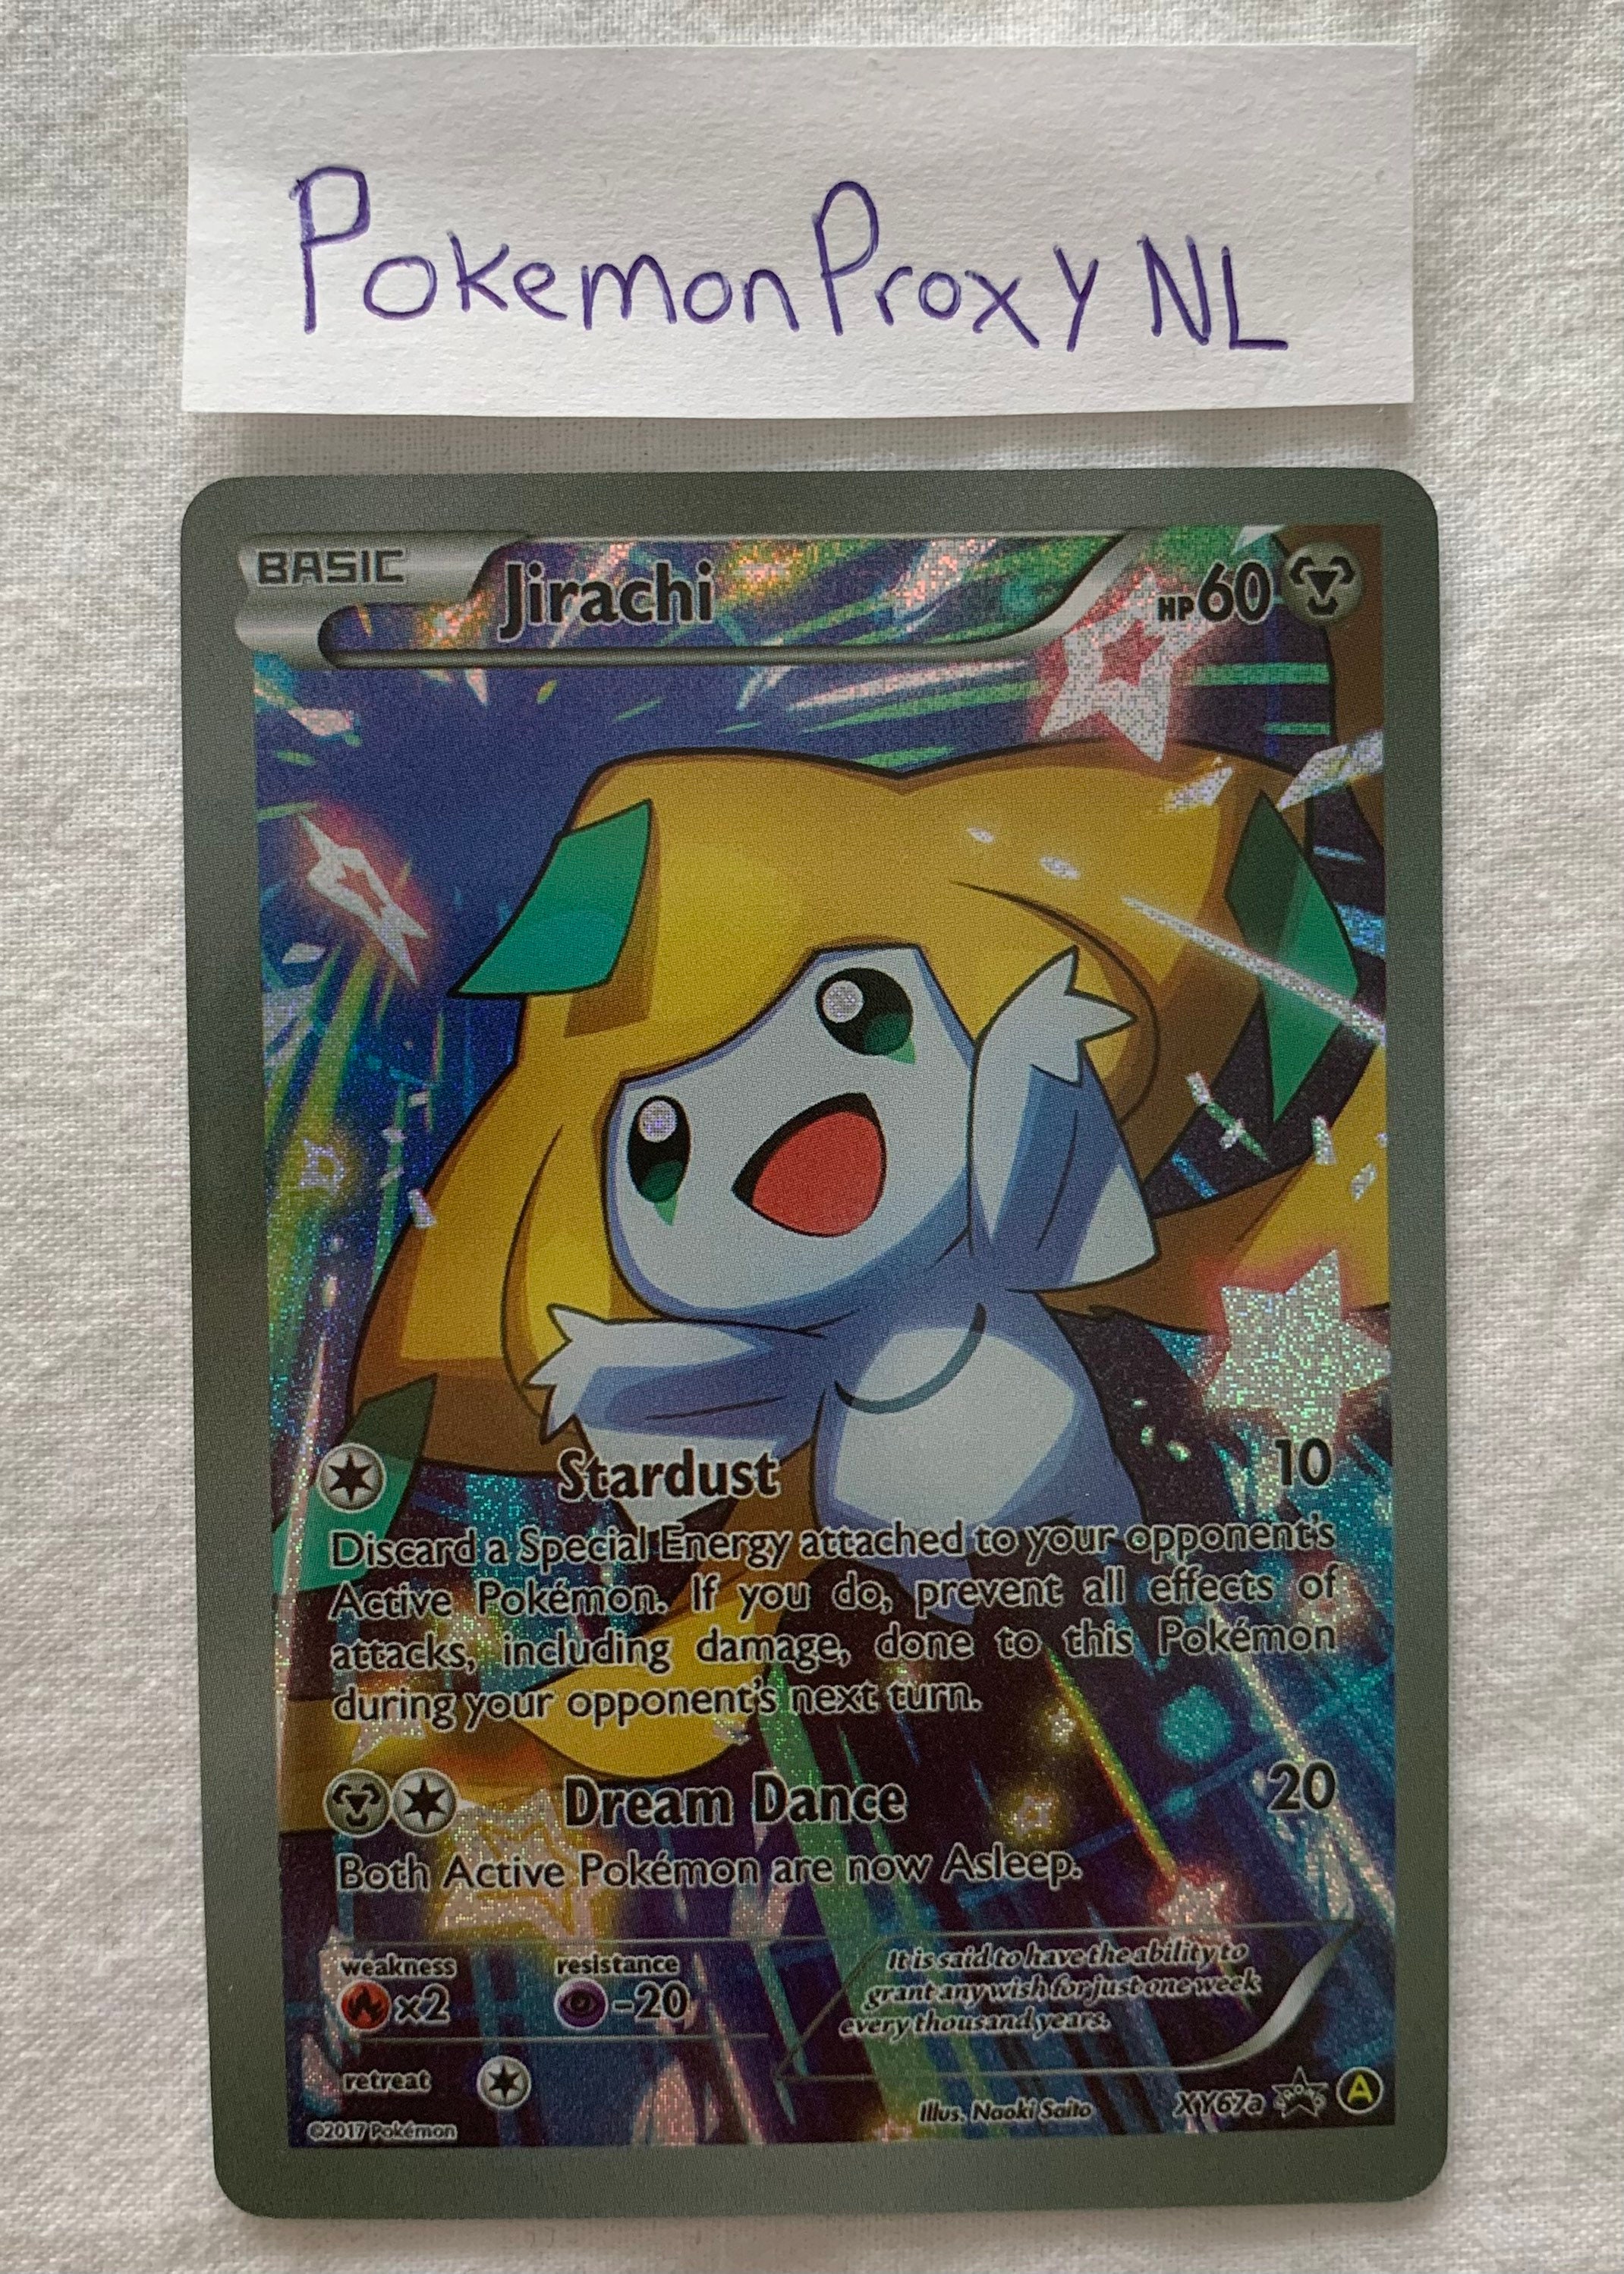 PokemonProxyNL
BASIC Jirachi HP60
Stardust 10
Discard a Special Energy attached to your opponent's
Active Pokémon. If you do, prevent all effects of
attacks, including damage, done to this Pokémon
during your opponent's next turn.
Dream Dance 20
Both Active Pokémon are now Asleep.
weakness resistance
x2 -20
It is said to have the ability to
grant any wish for just one week
every thousand years.
retreat
Illus. Naoki Saito XY67a PROMO A
©2017 Pokémon